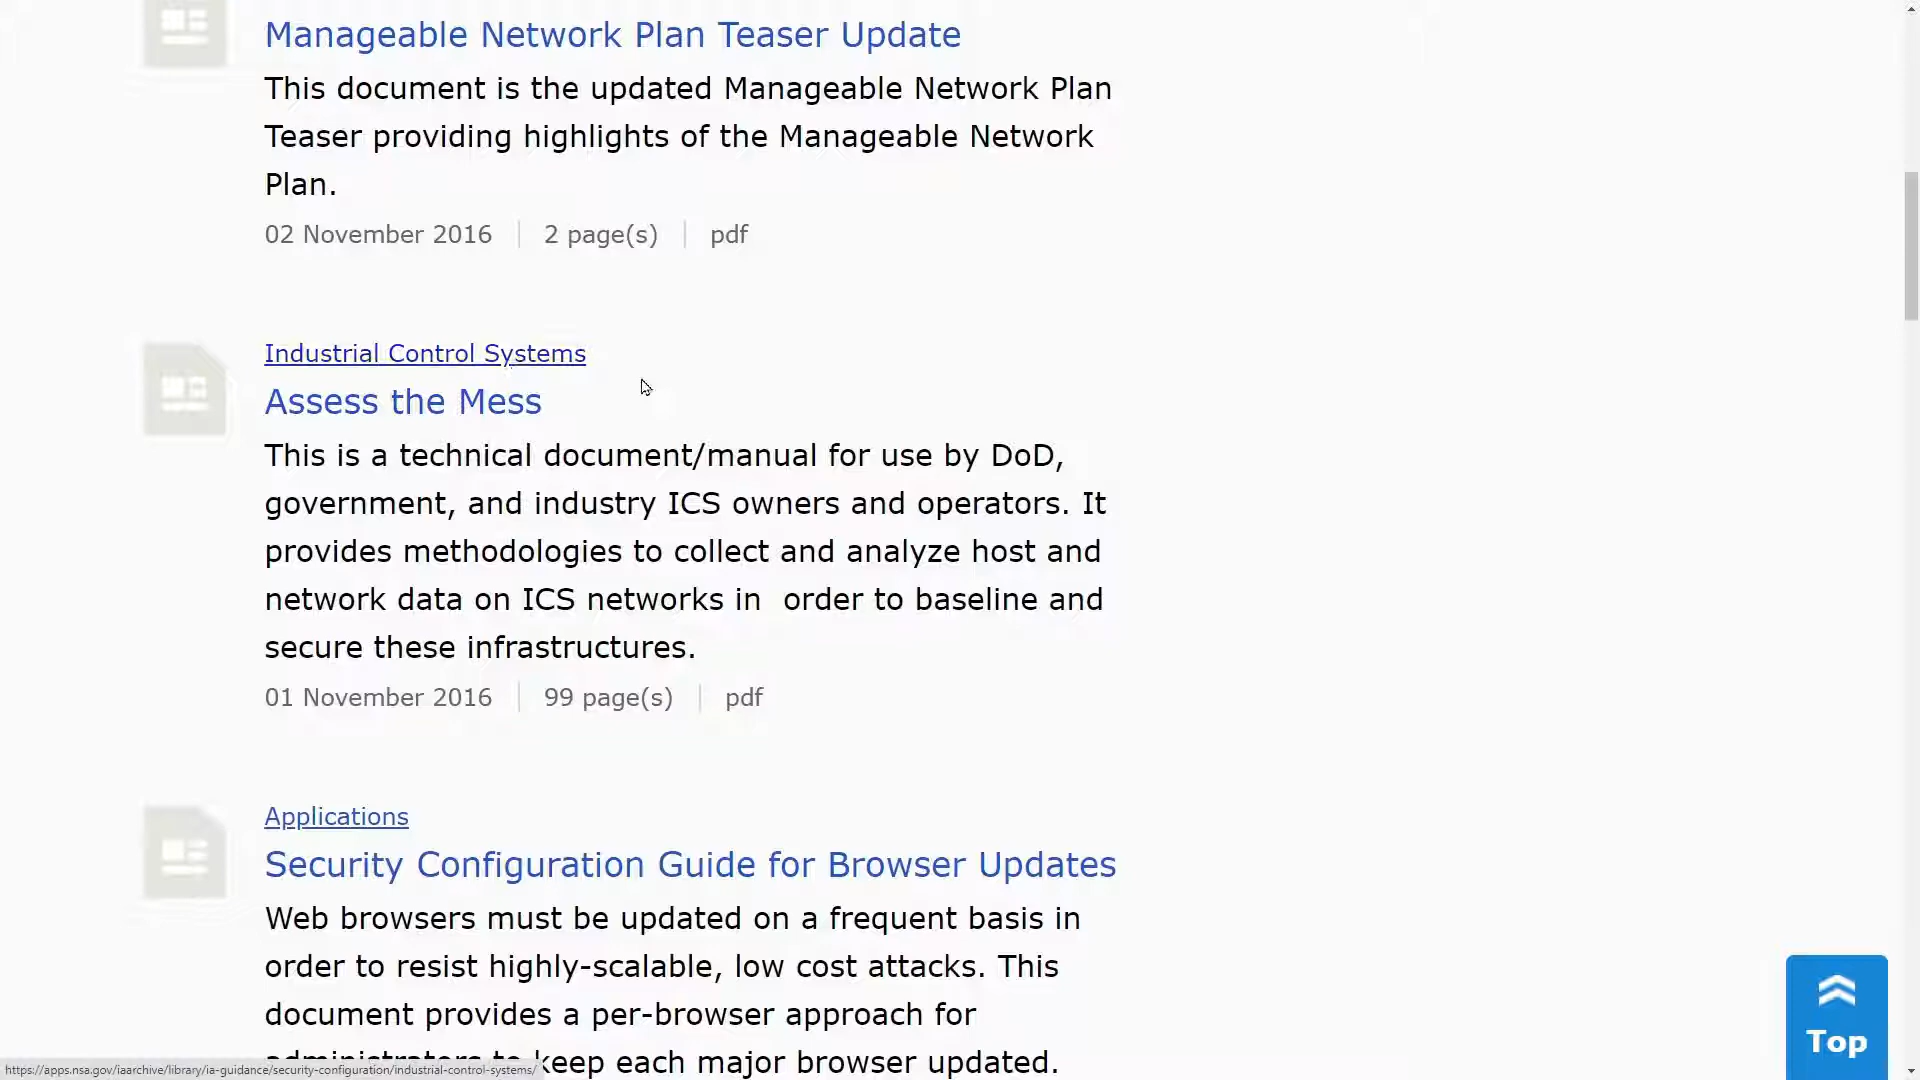 Manageable Network Plan Teaser Update
This document is the updated Manageable Network Plan
Teaser providing highlights of the Manageable Network
Plan.
02 November 2016 | 2 page(s) | pdf
Industrial Control Systems
Assess the Mess
This is a technical document/manual for use by DoD,
government, and industry ICS owners and operators. It
provides methodologies to collect and analyze host and
network data on ICS networks in  order to baseline and
secure these infrastructures.
01 November 2016 | 99 page(s) | pdf
Applications
Security Configuration Guide for Browser Updates
Web browsers must be updated on a frequent basis in
order to resist highly-scalable, low cost attacks. This
document provides a per-browser approach for
administrators to keep each major browser updated.
Top
https://apps.nsa.gov/iaarchive/library/ia-guidance/security-configuration/industrial-control-systems/